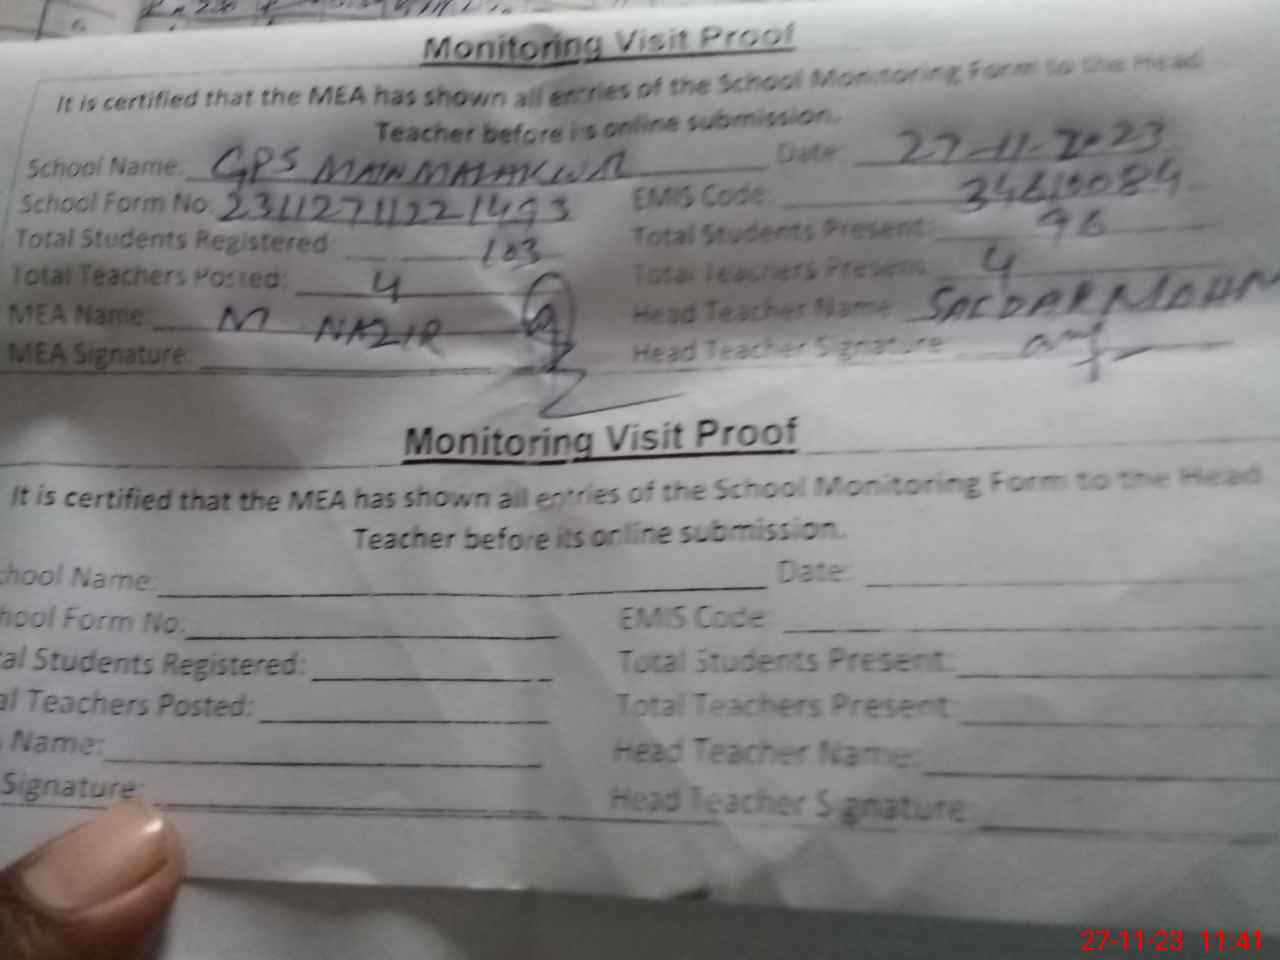 Monitoring Visit Proof
It is certified that the MEA has shown all entries of the School Monitoring Form to the Head
Teacher before its online submission.
School Name: GPS MAIN MALAKWAL Date: 27-11-2023
School Form No: 23112711221493 EMIS Code: 34410084
Total Students Registered: 103 Total Students Present: 96
Total Teachers Posted: 4 Total Teachers Present: 4
MEA Name: M NAZIR Head Teacher Name:
MEA Signature: Head Teacher Signature:
Monitoring Visit Proof
It is certified that the MEA has shown all entries of the School Monitoring Form to the Head
Teacher before its online submission.
hool Name: Date:
hool Form No: EMIS Code:
al Students Registered: Total Students Present:
al Teachers Posted: Total Teachers Present:
Name: Head Teacher Name:
Signature: Head Teacher Signature:
27-11-23 11:41